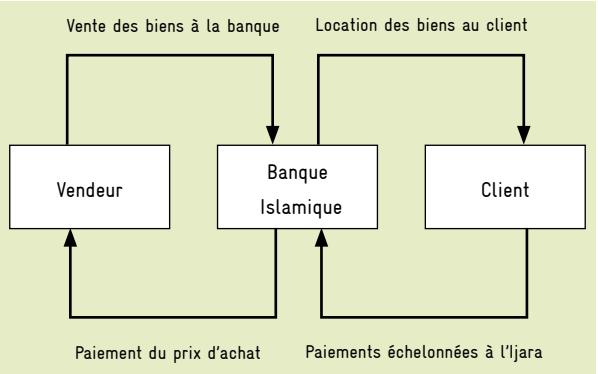 Vente des biens à la banque
Location des biens au client
Vendeur
Banque
Islamique
Client
Paiement du prix d'achat
Paiements échelonnées à l'Ijara